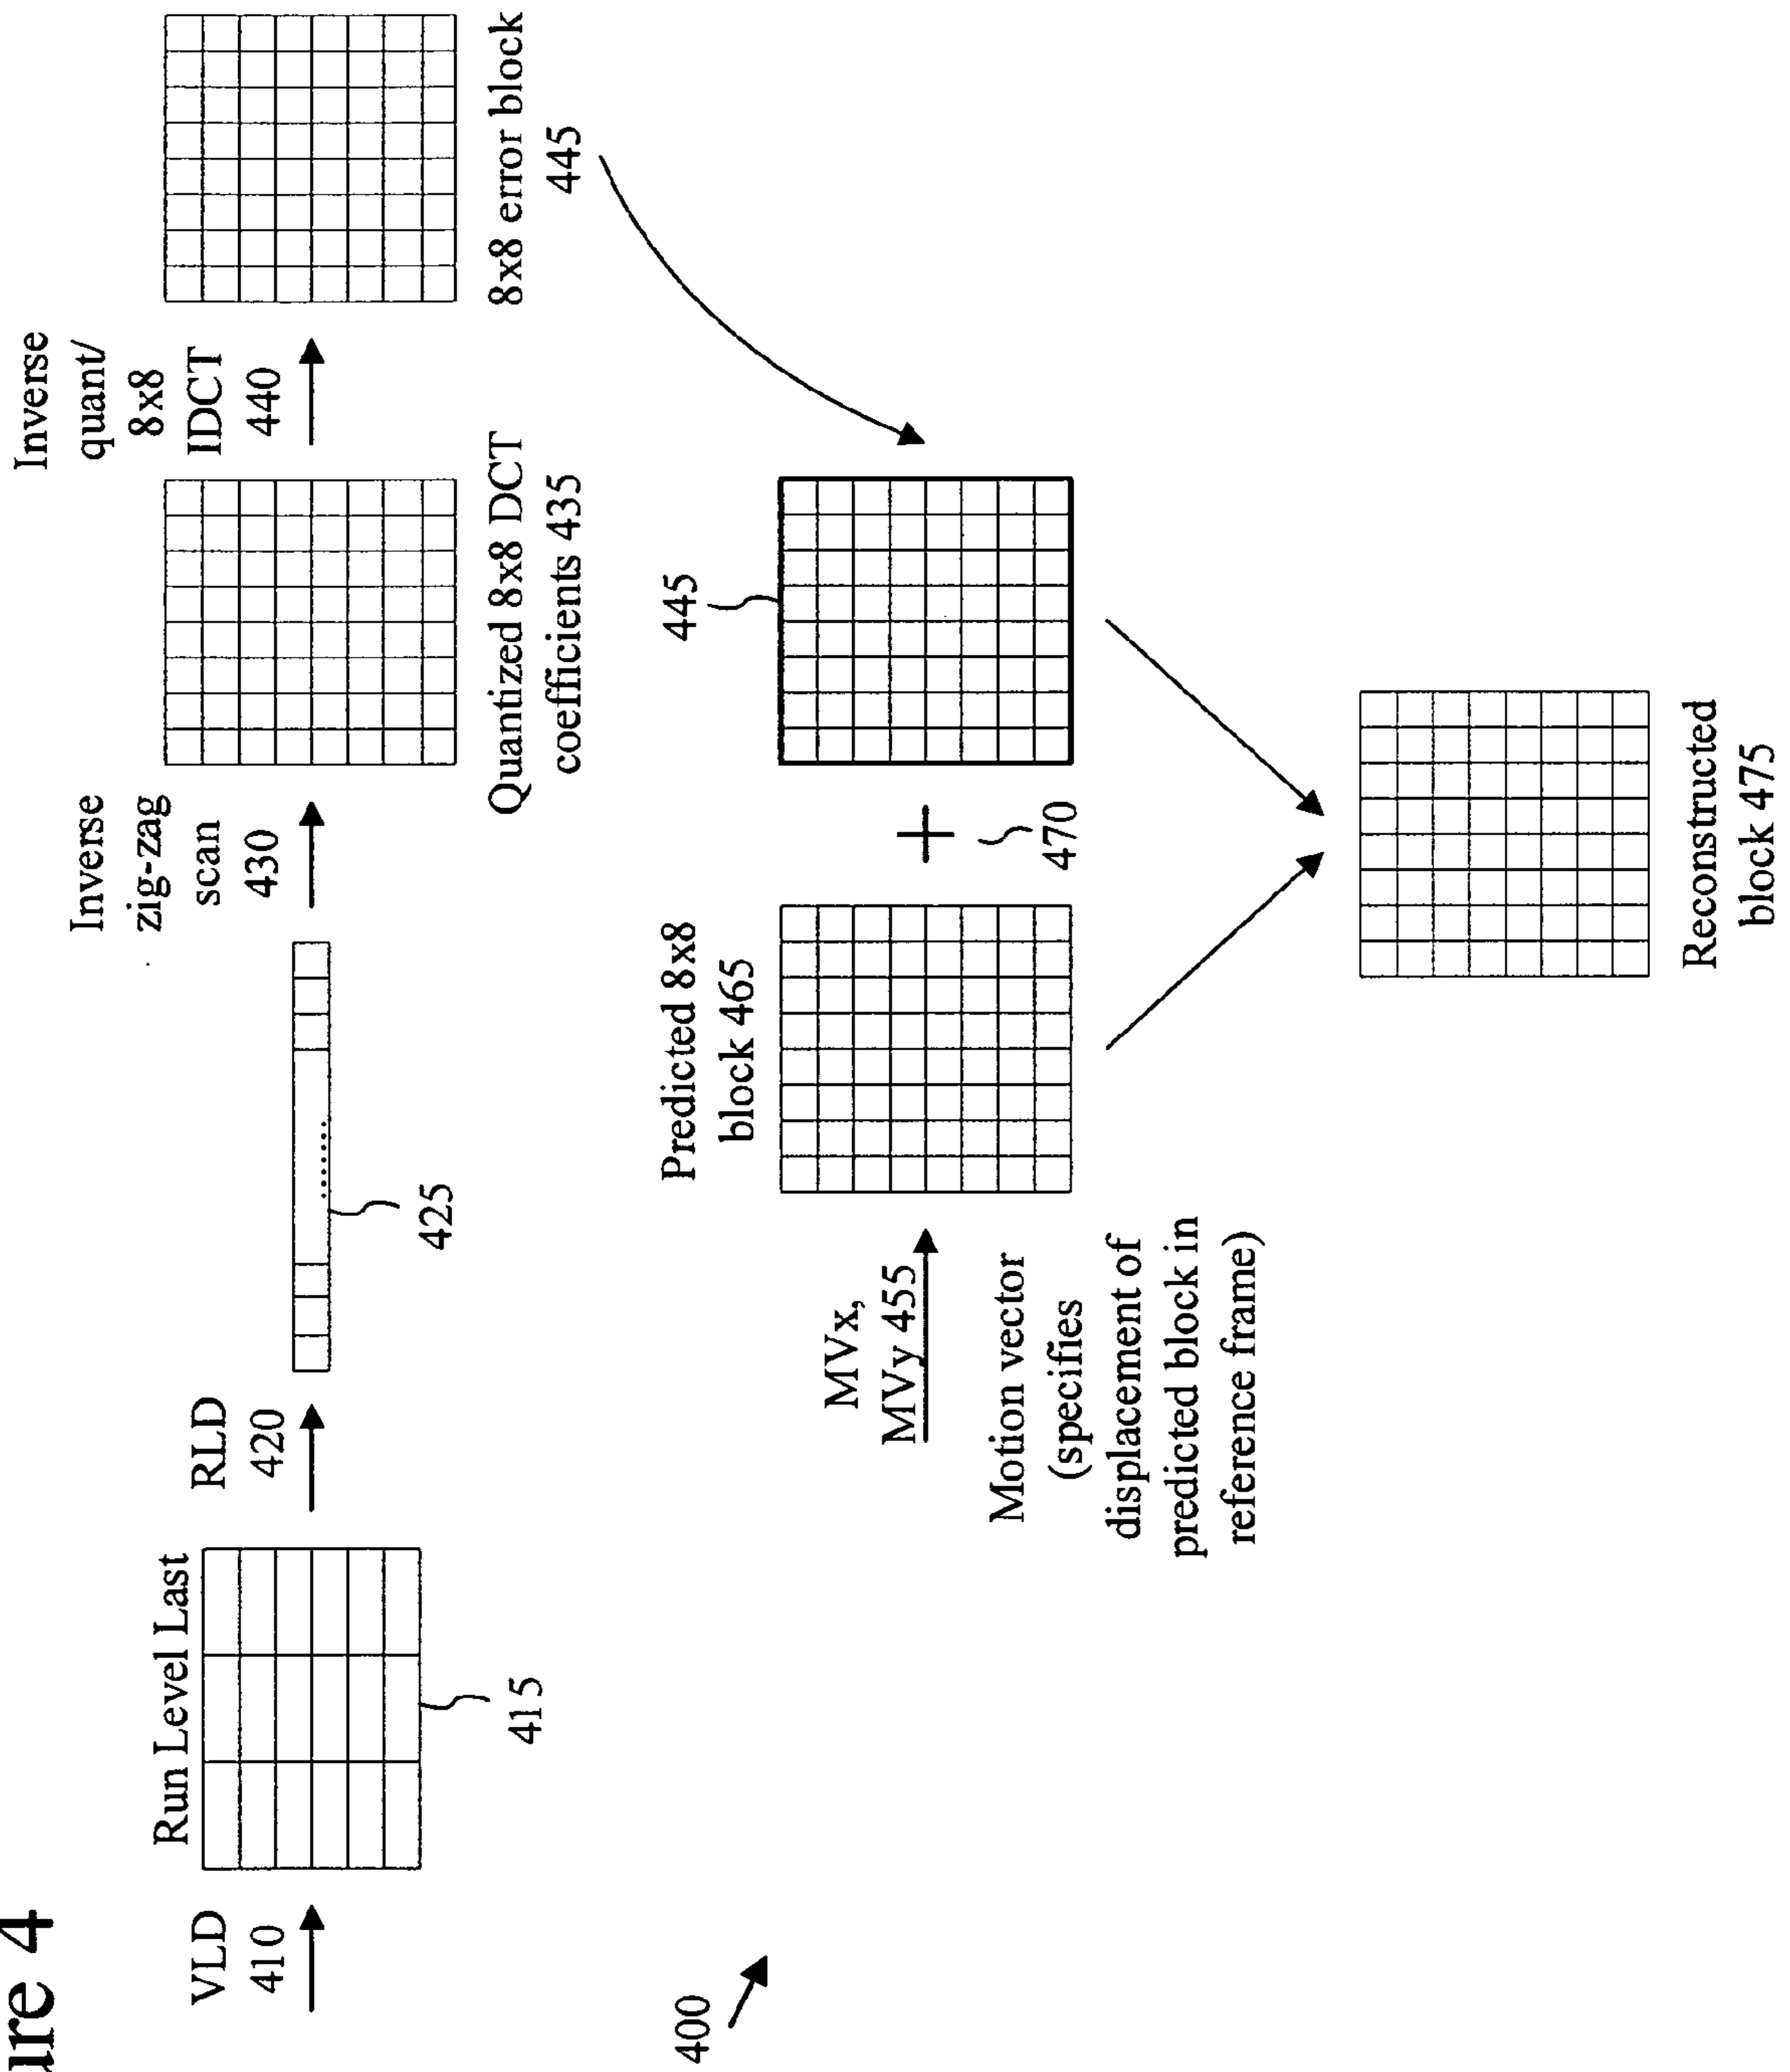 ure 4
VLD
410
Run Level Last
415
RLD
420
425
Inverse
zig-zag
scan
430
Quantized 8x8 DCT
coefficients 435
Inverse
quant/
8x8
IDCT
440
8x8 error block
445
400
MVx,
MVy 455
Motion vector
(specifies
displacement of
predicted block in
reference frame)
Predicted 8x8
block 465
+
470
445
Reconstructed
block 475